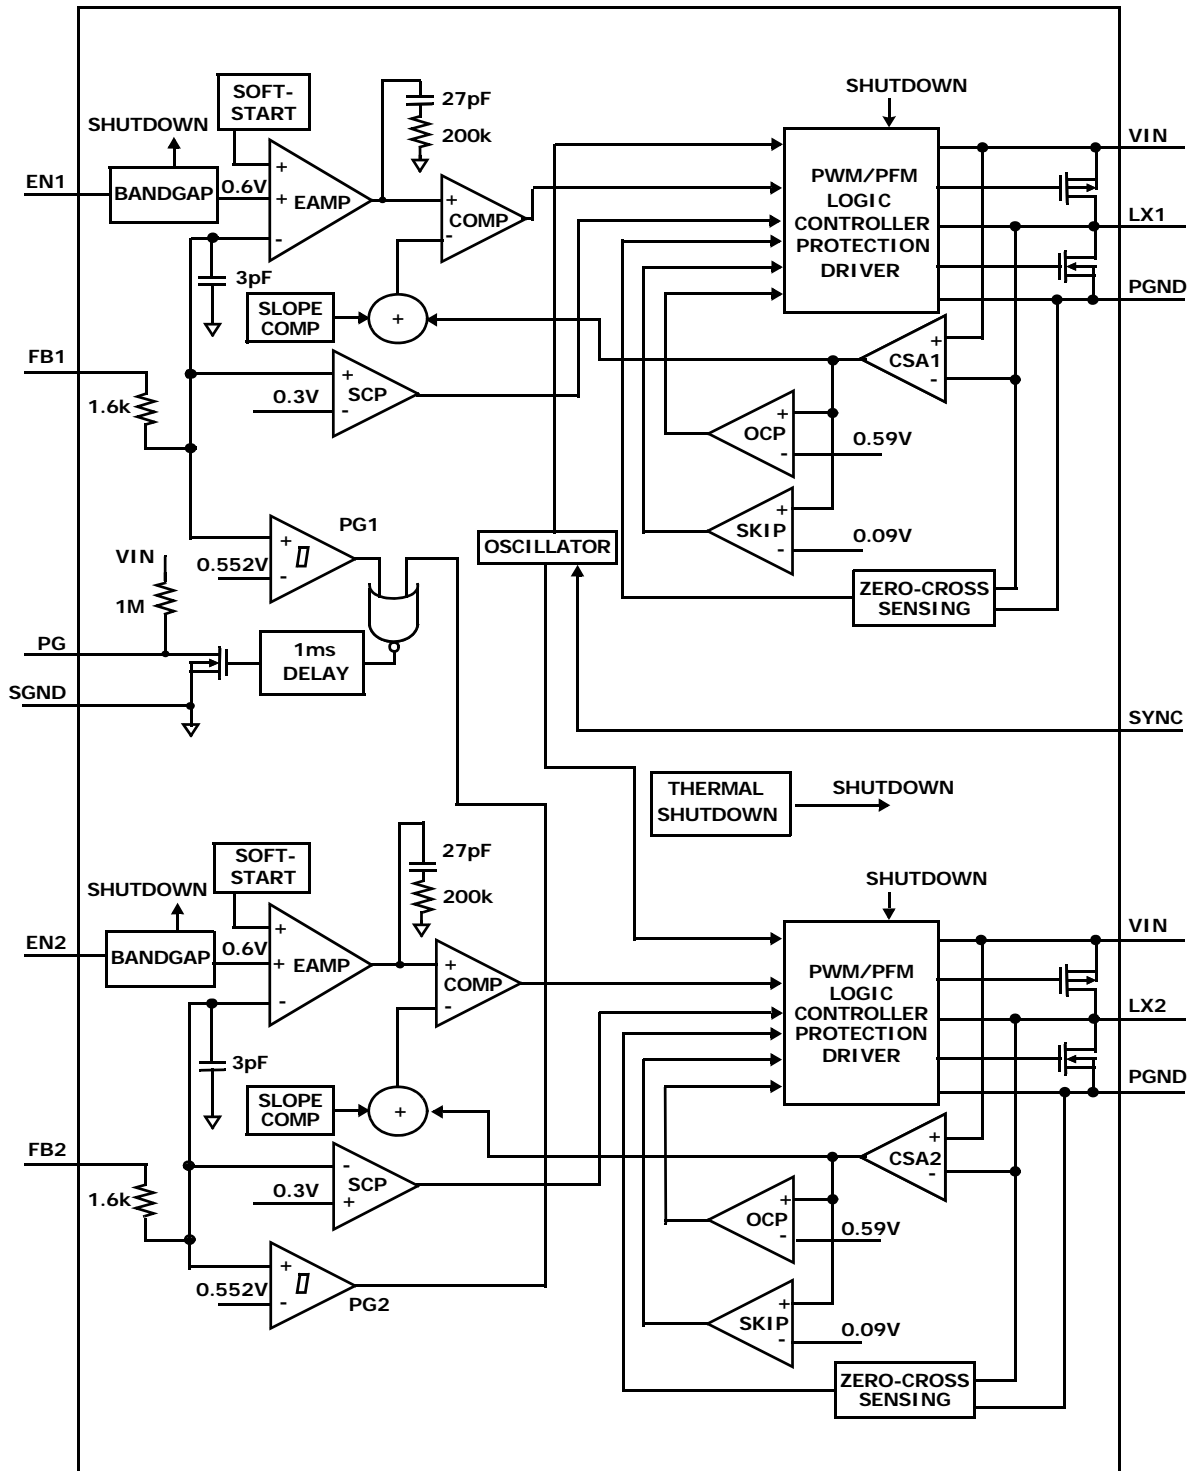 SHUTDOWN
SOFT-
START
27pF
200k
SHUTDOWN
VIN
EN1
BANDGAP
0.6V
+
+
-
EAMP
+
-
COMP
PWM/PFM
LOGIC
CONTROLLER
PROTECTION
DRIVER
LX1
3pF
PGND
SLOPE
COMP
+
FB1
1.6k
+
-
SCP
0.3V
+
-
CSA1
+
-
OCP
0.59V
PG1
+
-
0.552V
OSCILLATOR
+
-
SKIP
0.09V
VIN
1M
ZERO-CROSS
SENSING
PG
1ms
DELAY
SGND
SYNC
THERMAL
SHUTDOWN
SHUTDOWN
SOFT-
START
27pF
200k
SHUTDOWN
SHUTDOWN
VIN
EN2
BANDGAP
0.6V
+
+
-
EAMP
+
-
COMP
PWM/PFM
LOGIC
CONTROLLER
PROTECTION
DRIVER
LX2
3pF
PGND
SLOPE
COMP
+
FB2
1.6k
-
+
SCP
0.3V
+
-
CSA2
+
-
OCP
0.59V
+
-
0.552V
PG2
+
-
SKIP
0.09V
ZERO-CROSS
SENSING